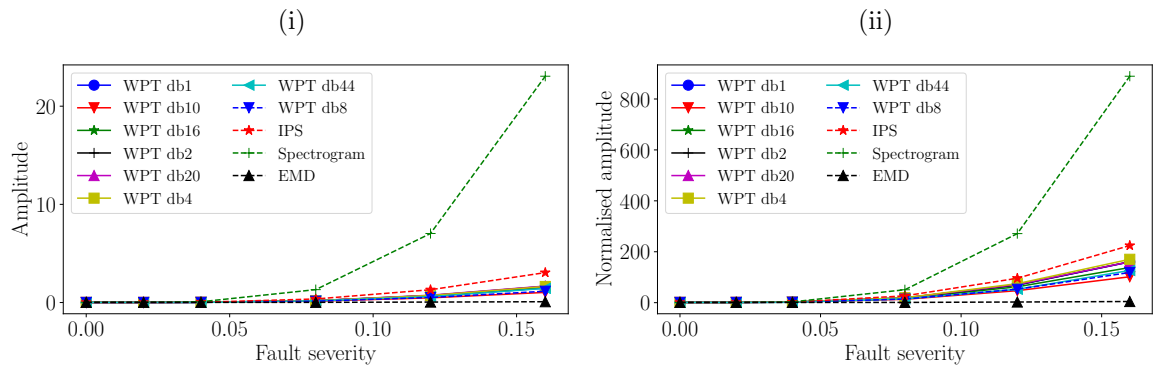 (i)
Amplitude
20
10
0
WPT db1
WPT db10
WPT db16
WPT db2
WPT db20
WPT db4
WPT db44
WPT db8
IPS
Spectrogram
EMD
0.00 0.05 0.10 0.15
Fault severity
(ii)
Normalised amplitude
800
600
400
200
0
WPT db1
WPT db10
WPT db16
WPT db2
WPT db20
WPT db4
WPT db44
WPT db8
IPS
Spectrogram
EMD
0.00 0.05 0.10 0.15
Fault severity